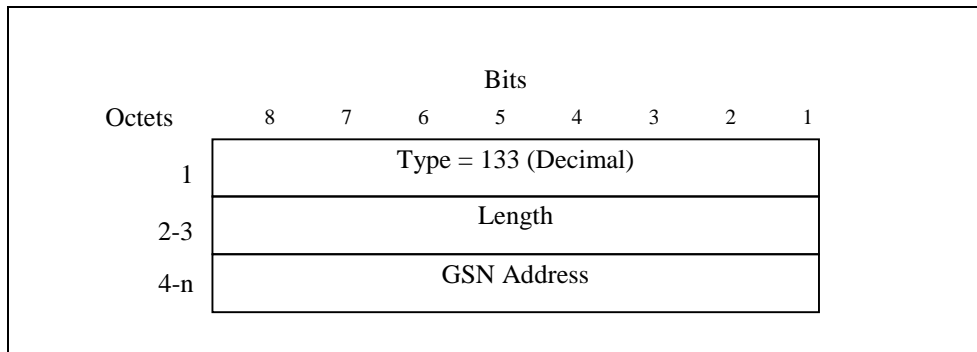 Bits
Octets 8 7 6 5 4 3 2 1
1 Type = 133 (Decimal)
2-3 Length
4-n GSN Address